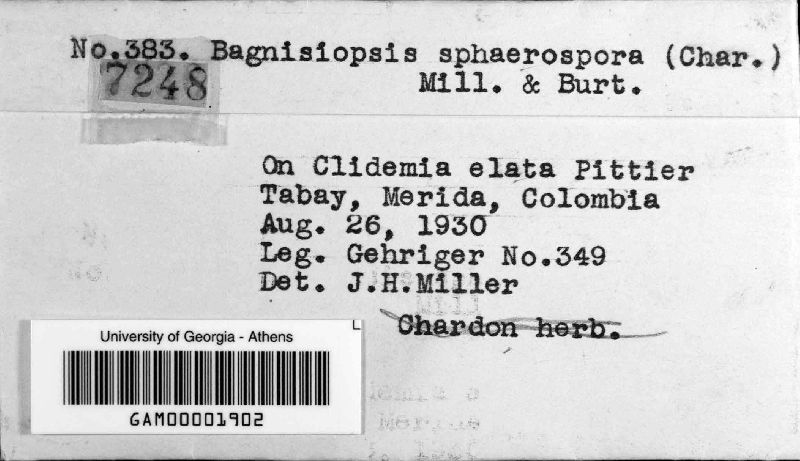 No.383. Bagnisiopsis sphaerospora (Char.)
7248
Mill. & Burt.
On Clidemia elata Pittier
Tabay, Merida, Colombia
Aug. 26, 1930
Leg. Gehriger No.349
Det. J.H.Miller
Chardon herb.
University of Georgia - Athens
GAM00001902